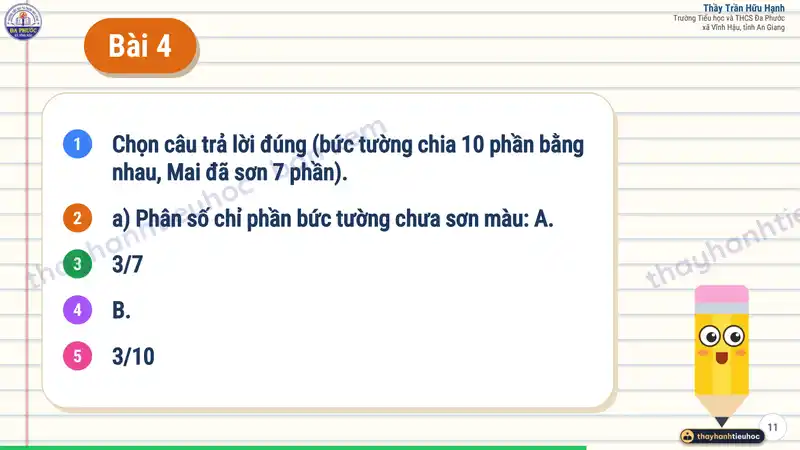 Thầy Trần Hữu Hạnh
Trường Tiểu học và THCS Đa Phước
xã Vĩnh Hậu, tỉnh An Giang
ĐA PHƯỚC
Bài 4
1 Chọn câu trả lời đúng (bức tường chia 10 phần bằng
nhau, Mai đã sơn 7 phần).
2 a) Phân số chỉ phần bức tường chưa sơn màu: A.
3 3/7
4 B.
5 3/10
thayhanhtieuhoc
11